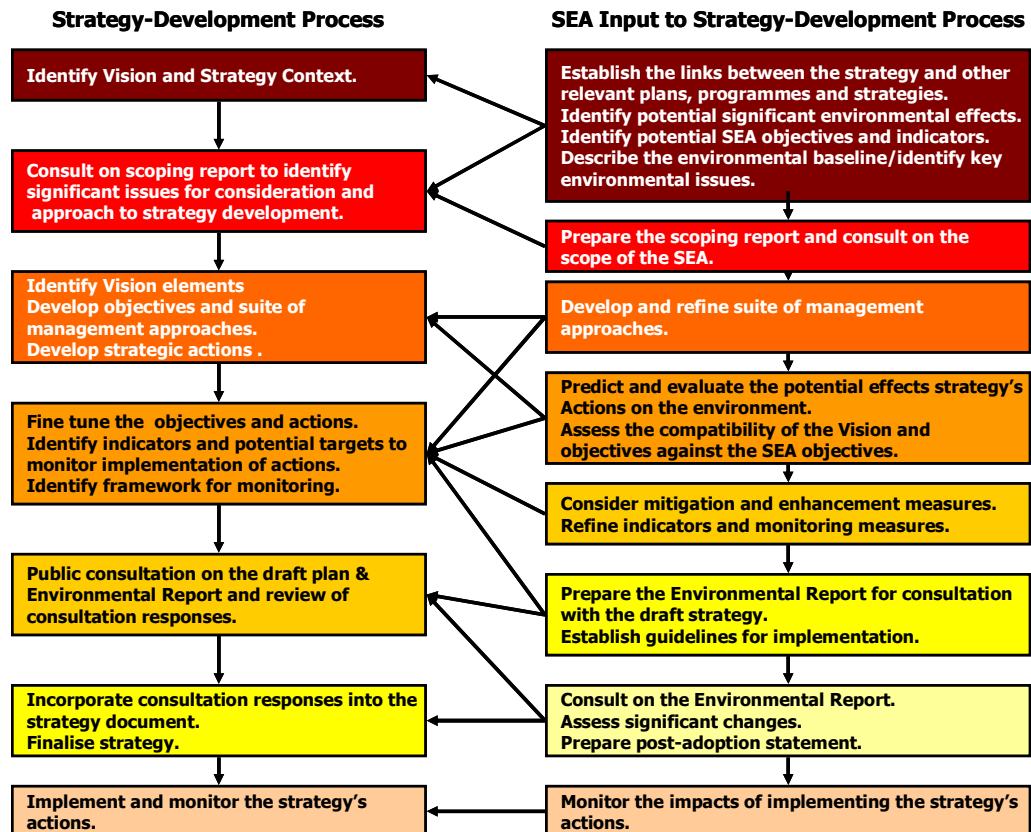 Strategy-Development Process
Identify Vision and Strategy Context.
Consult on scoping report to identify
significant issues for consideration and
approach to strategy development.
Identify Vision elements
Develop objectives and suite of
management approaches.
Develop strategic actions .
Fine tune the objectives and actions.
Identify indicators and potential targets to
monitor implementation of actions.
Identify framework for monitoring.
Public consultation on the draft plan &
Environmental Report and review of
consultation responses.
Incorporate consultation responses into the
strategy document.
Finalise strategy.
Implement and monitor the strategy's
actions.
SEA Input to Strategy-Development Process
Establish the links between the strategy and other
relevant plans, programmes and strategies.
Identify potential significant environmental effects.
Identify potential SEA objectives and indicators.
Describe the environmental baseline/identify key
environmental issues.
Prepare the scoping report and consult on the
scope of the SEA.
Develop and refine suite of management
approaches.
Predict and evaluate the potential effects strategy's
Actions on the environment.
Assess the compatibility of the Vision and
objectives against the SEA objectives.
Consider mitigation and enhancement measures.
Refine indicators and monitoring measures.
Prepare the Environmental Report for consultation
with the draft strategy.
Establish guidelines for implementation.
Consult on the Environmental Report.
Assess significant changes.
Prepare post-adoption statement.
Monitor the impacts of implementing the strategy's
actions.